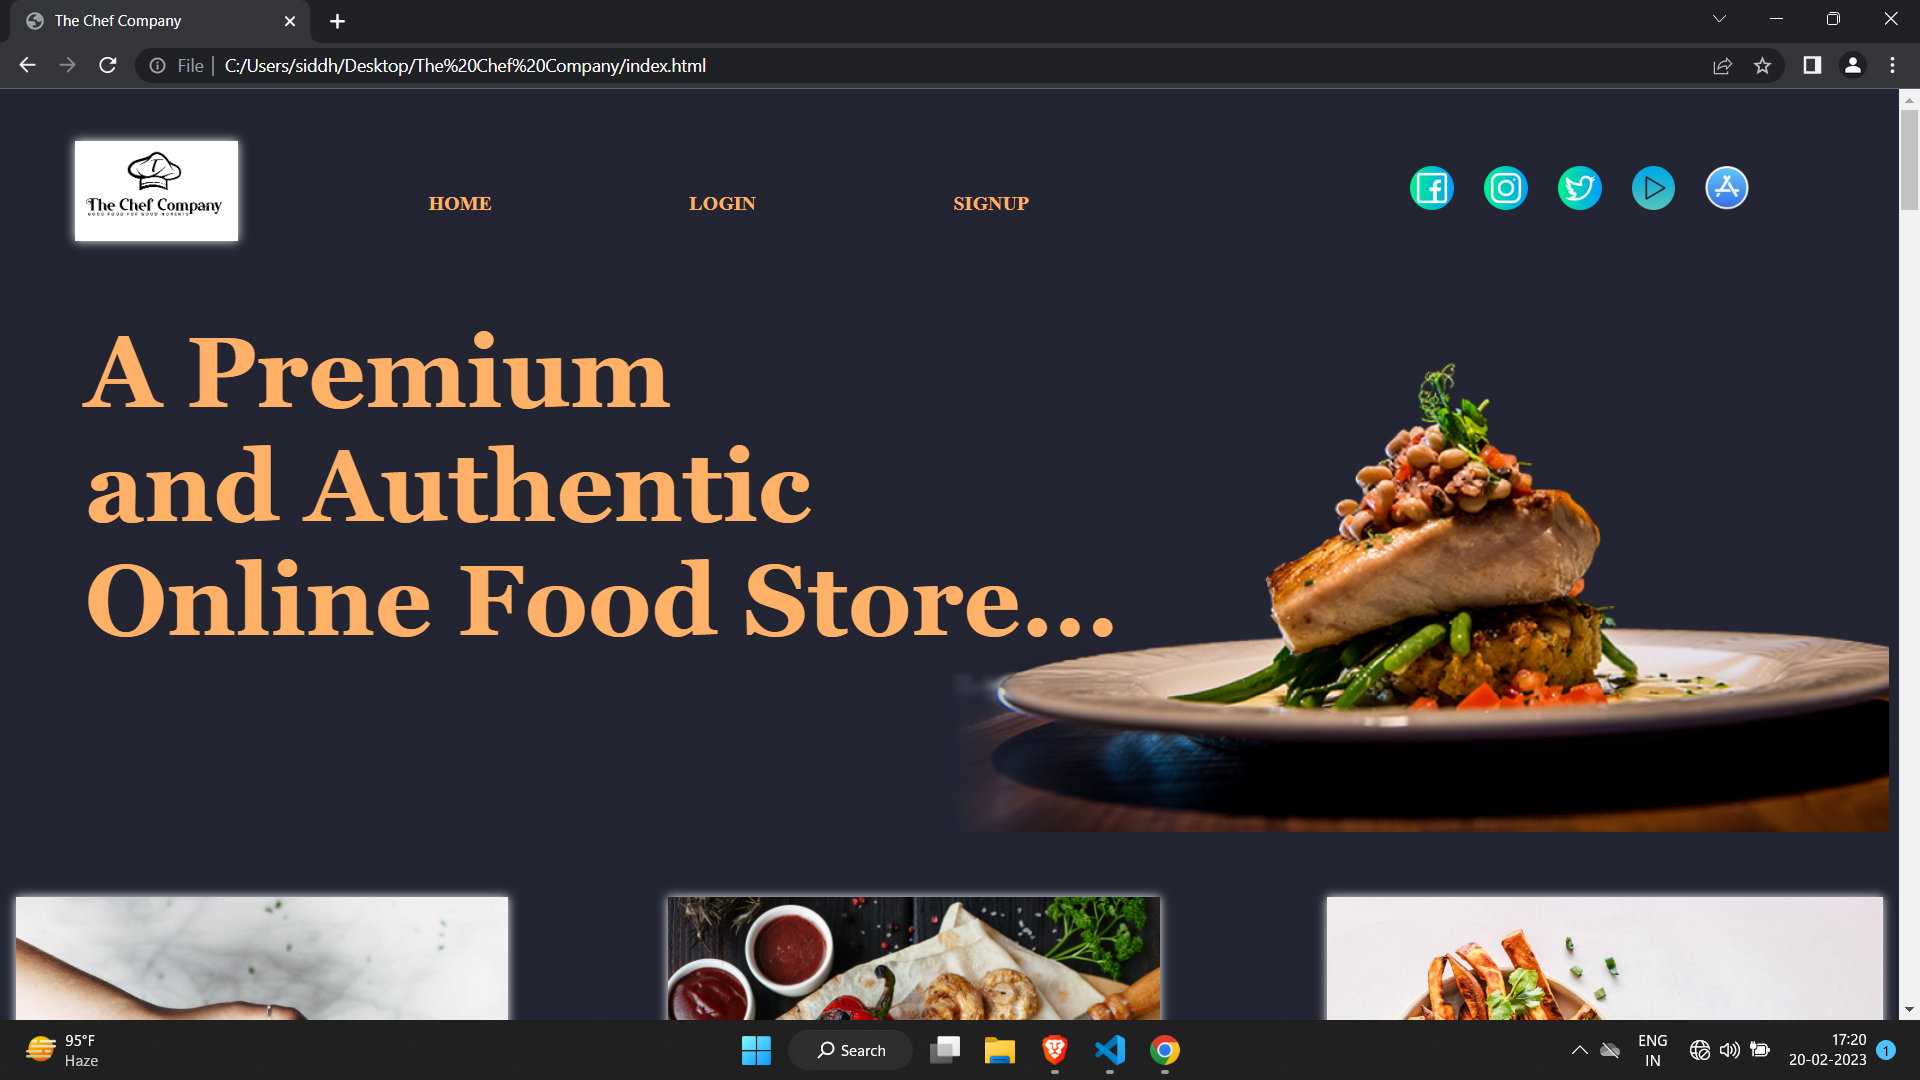 The Chef Company
File
C:/Users/siddh/Desktop/The%20Chef%20Company/index.html
The Chef Company
GOOD FOOD FOR GOOD MOMENTS
HOME
LOGIN
SIGNUP
A Premium
and Authentic
Online Food Store...
95°F
Haze
Search
ENG
IN
17:20
20-02-2023
1